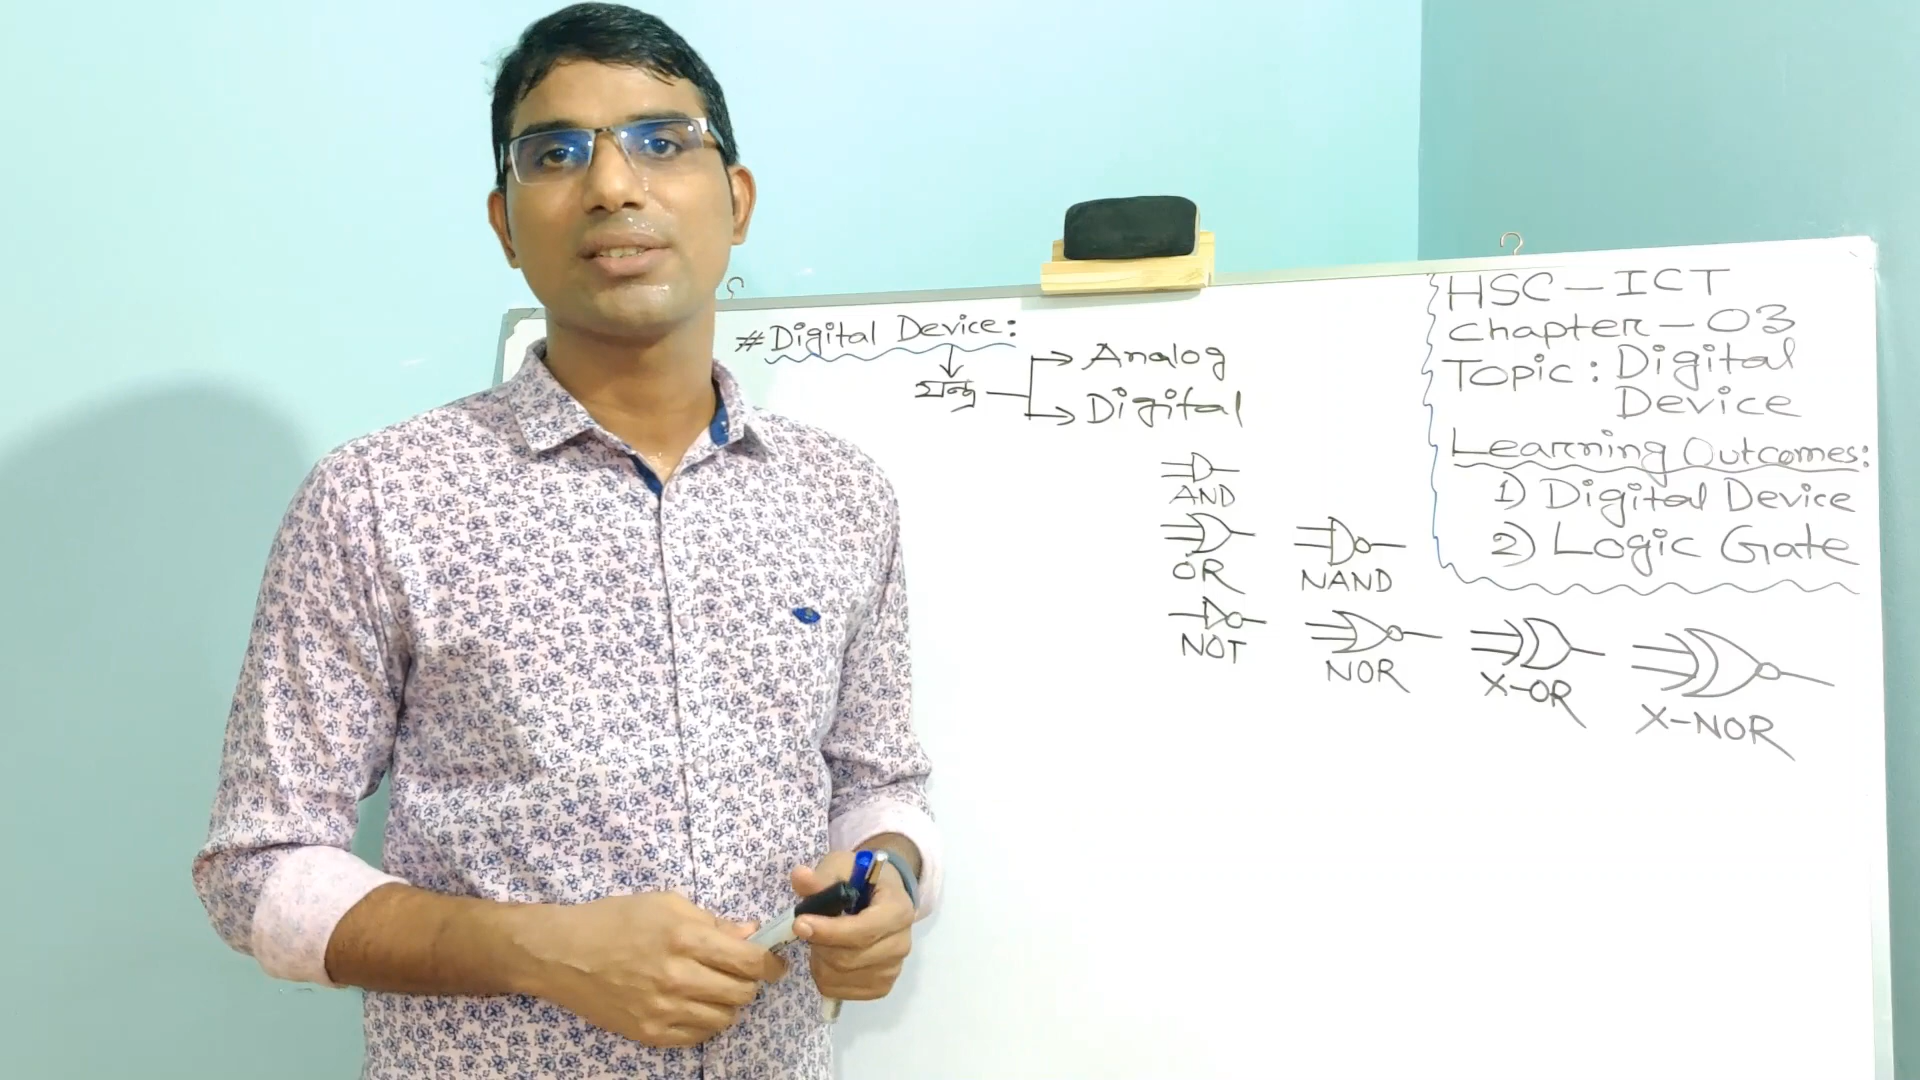 # Digital Device:
যন্ত্র
Analog
Digital
AND
OR
NOT
NAND
NOR
X-OR
X-NOR
HSC-ICT
Chapter-03
Topic: Digital
Device
Learning Outcomes:
1) Digital Device
2) Logic Gate